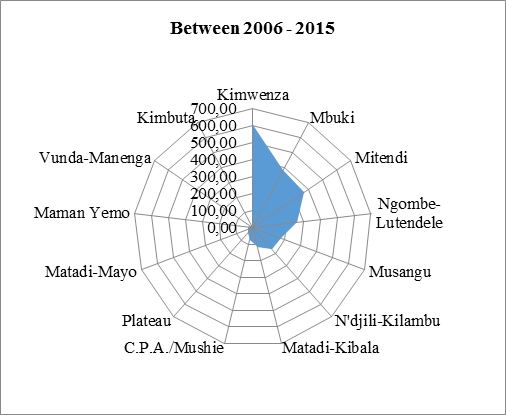 Between 2006 - 2015
Kimwenza
Mbuki
Mitendi
Ngombe-
Lutendele
Musangu
N'djili-Kilambu
Matadi-Kibala
C.P.A./Mushie
Plateau
Matadi-Mayo
Maman Yemo
Vunda-Manenga
Kimbuta
700,00
600,00
500,00
400,00
300,00
200,00
100,00
0,00